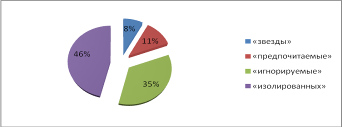 8%
11%
35%
46%
«звезды»
«предпочитаемые»
«игнорируемые»
«изолированных»